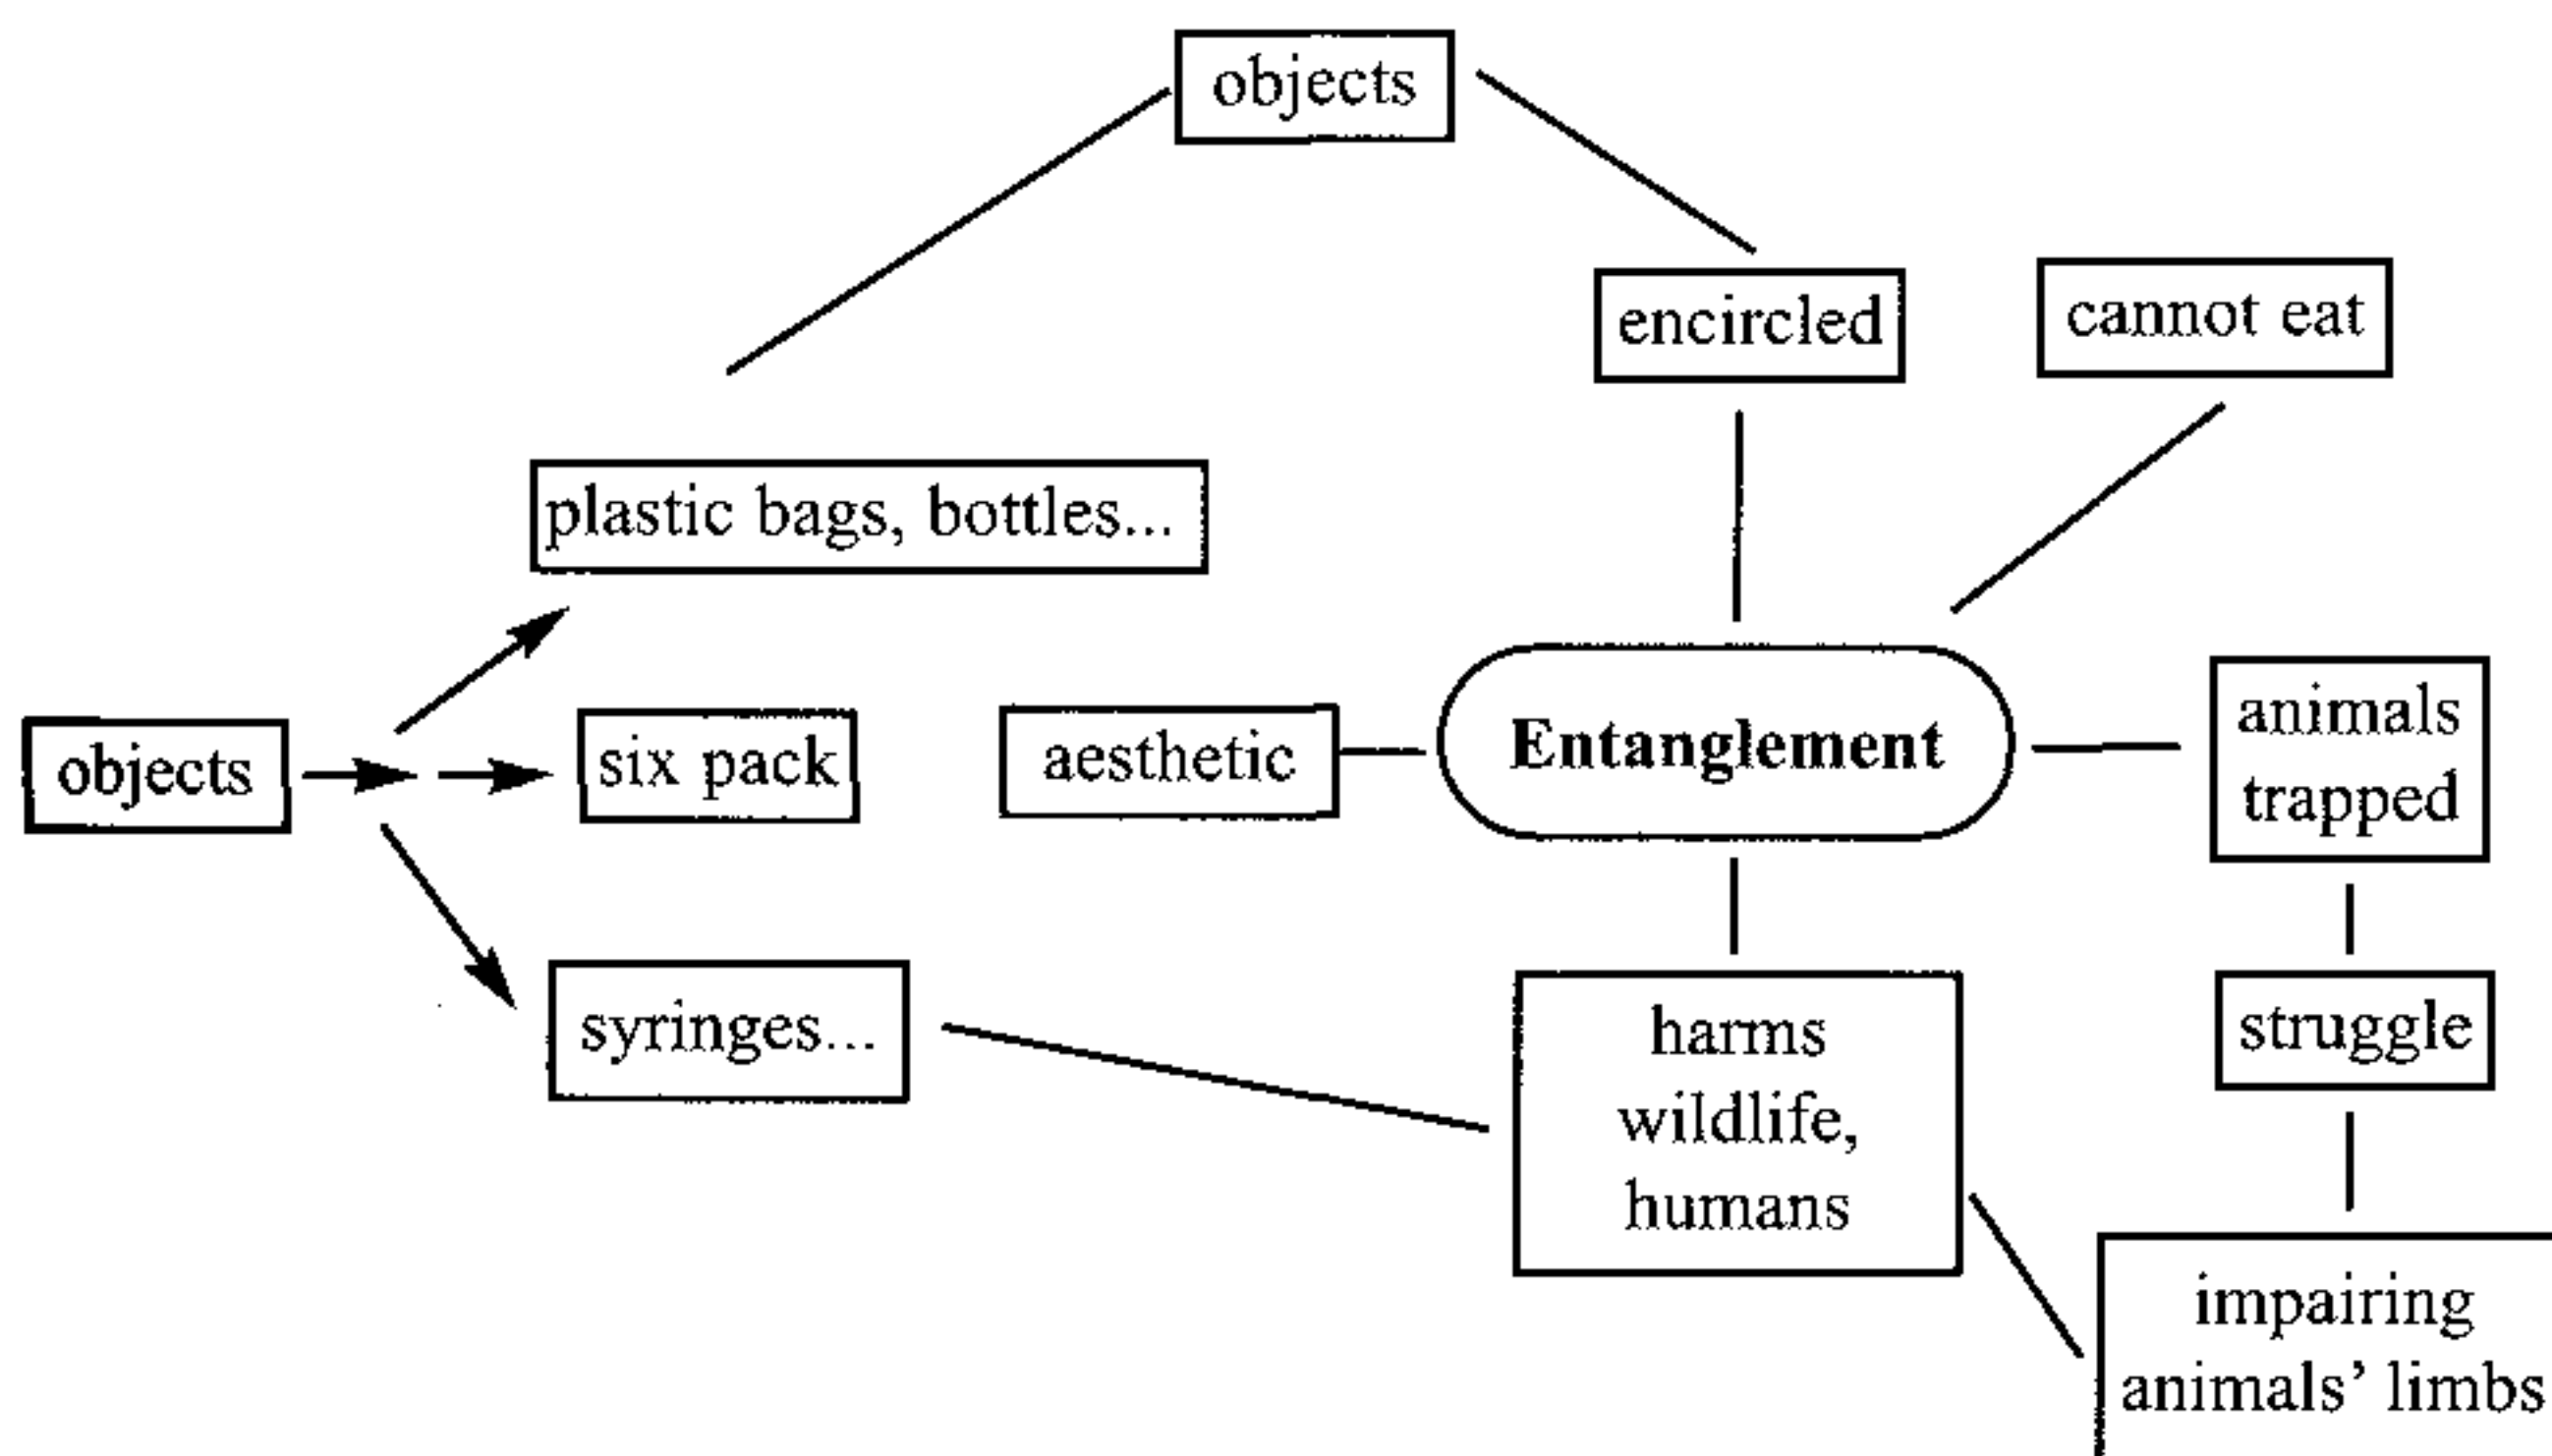 objects
encircled
cannot eat
plastic bags, bottles...
objects
six pack
aesthetic
Entanglement
animals
trapped
syringes...
harms
wildlife,
humans
struggle
impairing
animals' limbs